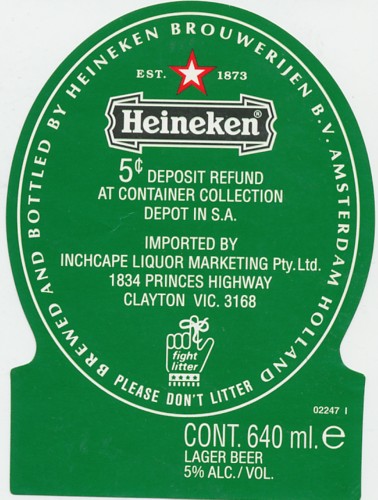 BREWED AND BOTTLED BY HEINEKEN BROUWERIJEN B.V. AMSTERDAM HOLLAND
EST. 1873
Heineken®
5¢ DEPOSIT REFUND
AT CONTAINER COLLECTION
DEPOT IN S.A.
IMPORTED BY
INCHCAPE LIQUOR MARKETING Pty.Ltd.
1834 PRINCES HIGHWAY
CLAYTON VIC. 3168
fight
litter
PLEASE DON'T LITTER
02247 I
CONT. 640 ml. e
LAGER BEER
5% ALC./VOL.